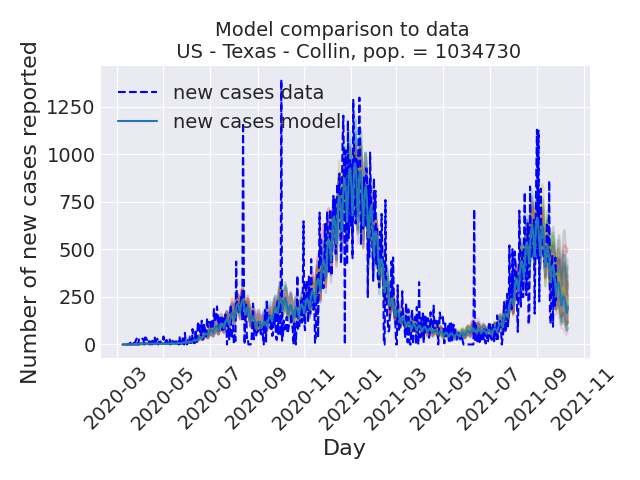 Model comparison to data
US - Texas - Collin, pop. = 1034730
Number of new cases reported
new cases data
new cases model
1250
1000
750
500
250
0
2020-03
2020-05
2020-07
2020-09
2020-11
2021-01
2021-03
2021-05
2021-07
2021-09
2021-11
Day